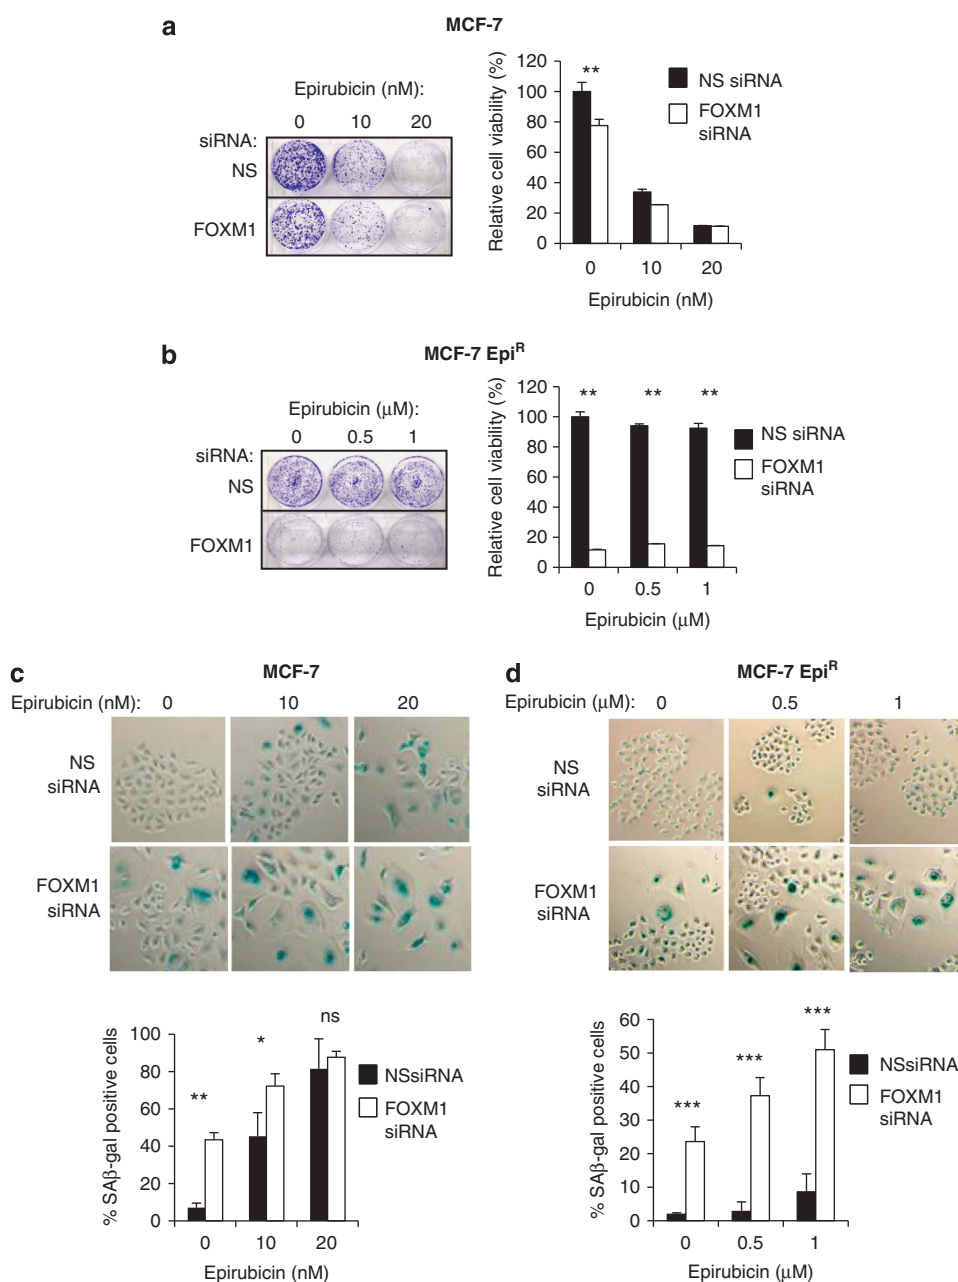 a
MCF-7
Epirubicin (nM):
0 10 20
siRNA:
NS
FOXM1
Relative cell viability (%)
120
100
80
60
40
20
0
**
NS siRNA
FOXM1
siRNA
0 10 20
Epirubicin (nM)
b
MCF-7 Epi^R
Epirubicin (μM):
0 0.5 1
siRNA:
NS
FOXM1
Relative cell viability (%)
120
100
80
60
40
20
0
** ** **
NS siRNA
FOXM1
siRNA
0 0.5 1
Epirubicin (μM)
c
MCF-7
Epirubicin (nM): 0 10 20
NS
siRNA
FOXM1
siRNA
% SAβ-gal positive cells
100
80
60
40
20
0
** * ns
NSsiRNA
FOXM1
siRNA
0 10 20
Epirubicin (nM)
d
MCF-7 Epi^R
Epirubicin (μM): 0 0.5 1
NS
siRNA
FOXM1
siRNA
% SAβ-gal positive cells
60
50
40
30
20
10
0
*** *** ***
NSsiRNA
FOXM1
siRNA
0 0.5 1
Epirubicin (μM)